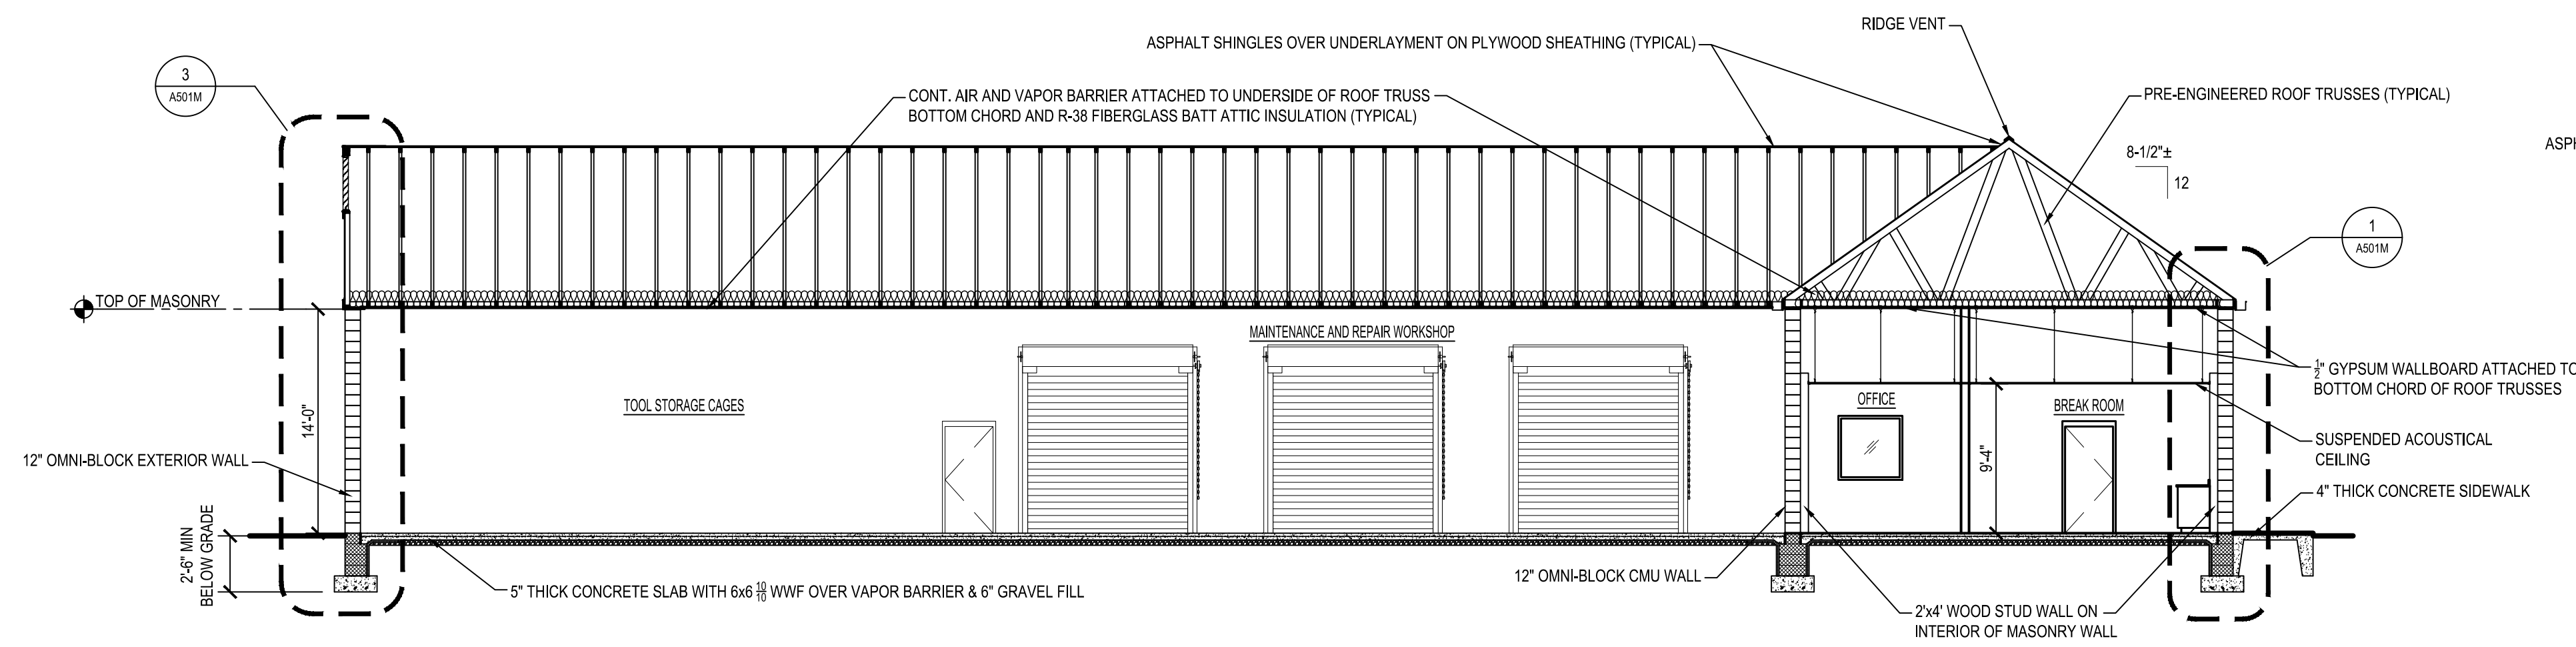 RIDGE VENT
ASPHALT SHINGLES OVER UNDERLAYMENT ON PLYWOOD SHEATHING (TYPICAL)
3
A501M
CONT. AIR AND VAPOR BARRIER ATTACHED TO UNDERSIDE OF ROOF TRUSS
BOTTOM CHORD AND R-38 FIBERGLASS BATT ATTIC INSULATION (TYPICAL)
PRE-ENGINEERED ROOF TRUSSES (TYPICAL)
8-1/2"±
12
ASPH
1
A501M
TOP OF MASONRY
MAINTENANCE AND REPAIR WORKSHOP
1/2" GYPSUM WALLBOARD ATTACHED TO
BOTTOM CHORD OF ROOF TRUSSES
TOOL STORAGE CAGES
OFFICE
BREAK ROOM
14'-0"
9'-4"
SUSPENDED ACOUSTICAL
CEILING
12" OMNI-BLOCK EXTERIOR WALL
4" THICK CONCRETE SIDEWALK
2'-6" MIN
BELOW GRADE
5" THICK CONCRETE SLAB WITH 6x6 10/10 WWF OVER VAPOR BARRIER & 6" GRAVEL FILL
12" OMNI-BLOCK CMU WALL
2'x4' WOOD STUD WALL ON
INTERIOR OF MASONRY WALL